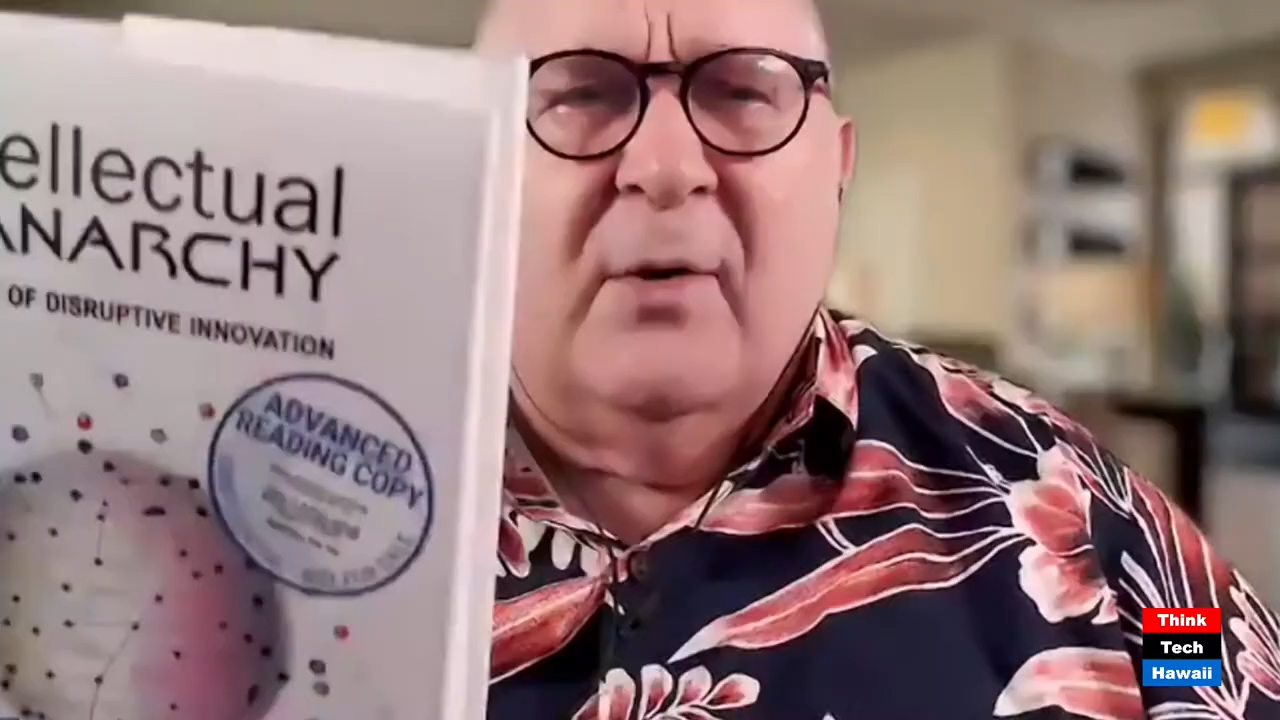 ellectual
ANARCHY
OF DISRUPTIVE INNOVATION
ADVANCED
READING COPY
Think
Tech
Hawaii